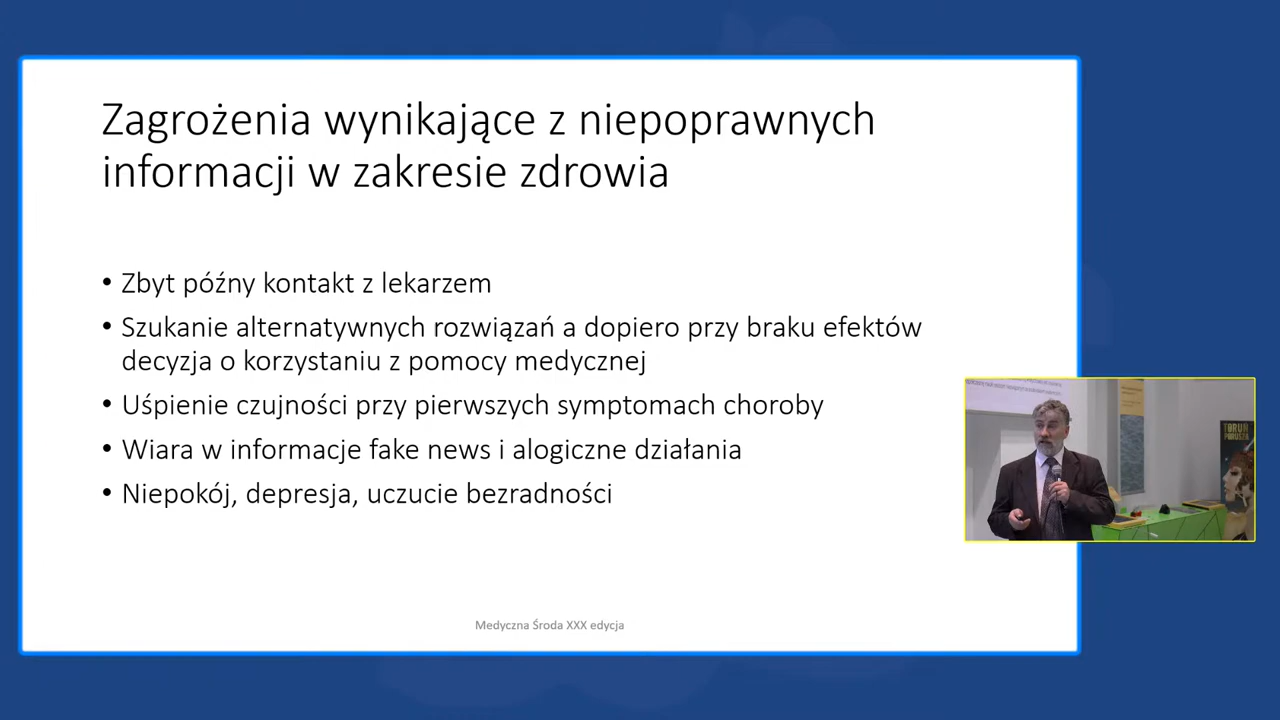 Zagrożenia wynikające z niepoprawnych
informacji w zakresie zdrowia
• Zbyt późny kontakt z lekarzem
• Szukanie alternatywnych rozwiązań a dopiero przy braku efektów
decyzja o korzystaniu z pomocy medycznej
• Uśpienie czujności przy pierwszych symptomach choroby
• Wiara w informacje fake news i alogiczne działania
• Niepokój, depresja, uczucie bezradności
Medyczna Środa XXX edycja
TORUŃ